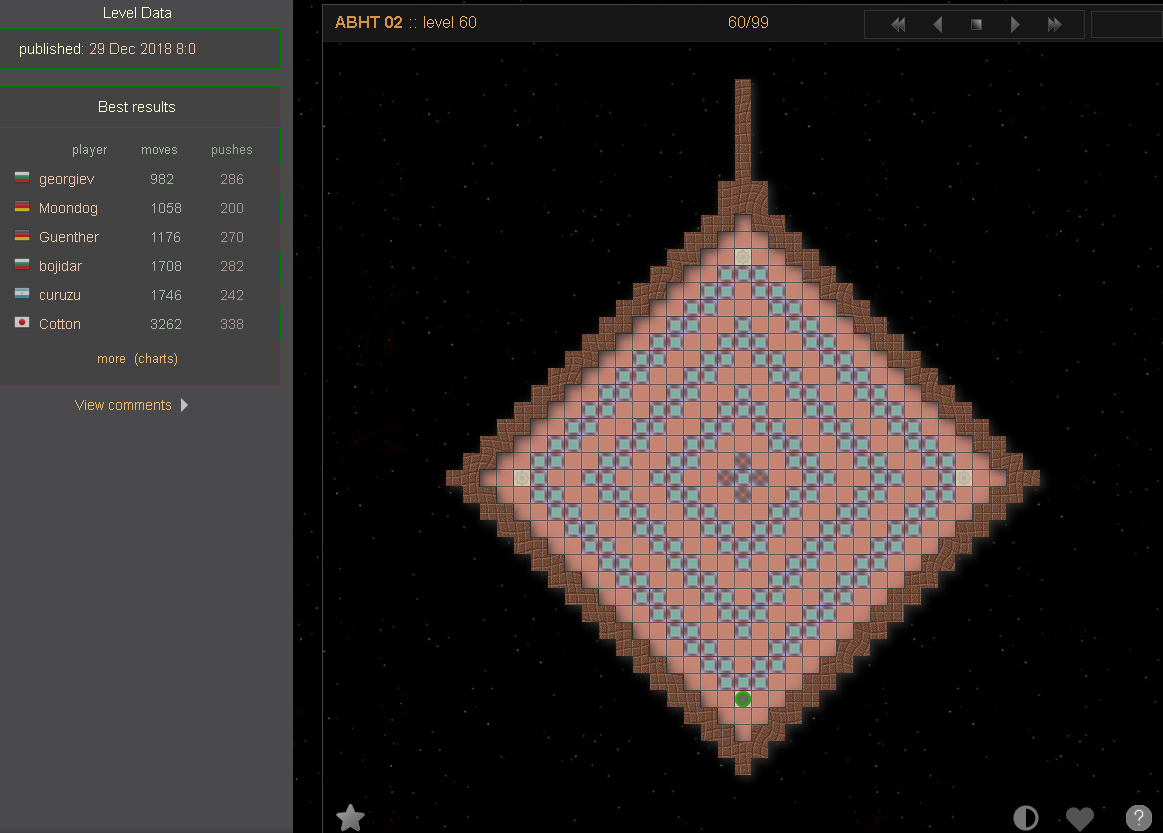 Level Data
published: 29 Dec 2018 8:0
Best results
player moves pushes
georgiev 982 286
Moondog 1058 200
Guenther 1176 270
bojidar 1708 282
curuzu 1746 242
Cotton 3262 338
more (charts)
View comments
ABHT 02 :: level 60
60/99
?